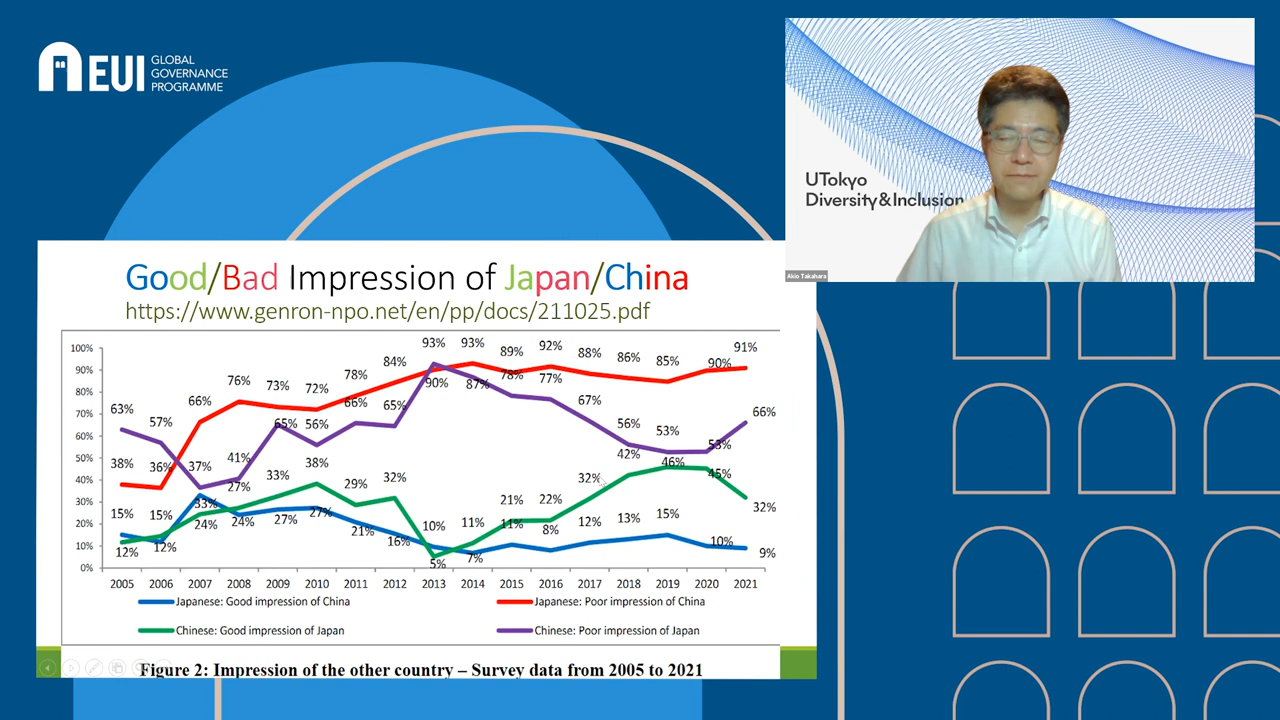 EUI
GLOBAL
GOVERNANCE
PROGRAMME
UTokyo
Diversity&Inclusion
Akio Takahara
Good/Bad Impression of Japan/China
https://www.genron-npo.net/en/pp/docs/211025.pdf
100%
90%
80%
70%
60%
50%
40%
30%
20%
10%
0%
38% 36% 66% 76% 73% 72% 78% 84% 90% 93% 89% 92% 88% 86% 85% 90% 91%
63% 57% 37% 41% 65% 56% 66% 65% 93% 87% 78% 77% 67% 56% 53% 53% 66%
12% 15% 24% 27% 33% 38% 29% 32% 5% 11% 21% 22% 32% 42% 46% 45% 32%
15% 12% 33% 24% 27% 27% 21% 16% 10% 7% 11% 8% 12% 13% 15% 10% 9%
2005 2006 2007 2008 2009 2010 2011 2012 2013 2014 2015 2016 2017 2018 2019 2020 2021
Japanese: Good impression of China
Japanese: Poor impression of China
Chinese: Good impression of Japan
Chinese: Poor impression of Japan
Figure 2: Impression of the other country – Survey data from 2005 to 2021